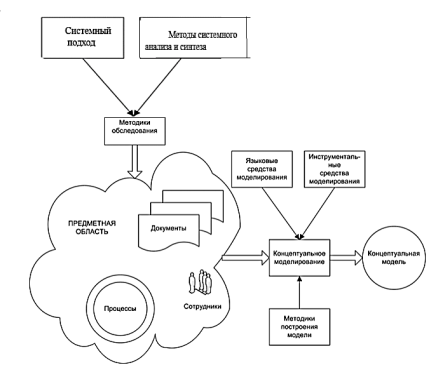 Системный
подход
Методы системного
анализа и синтеза
Методики
обследования
Языковые
средства
моделирования
Инструменталь-
ные
средства
моделирования
ПРЕДМЕТНАЯ
ОБЛАСТЬ
Документы
Концептуальное
моделирование
Концептуальная
модель
Процессы
Сотрудники
Методики
построения
модели